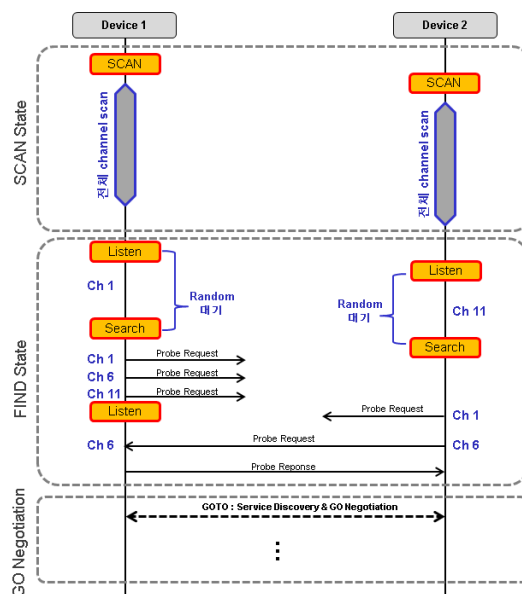 Device 1
Device 2
SCAN State
SCAN
SCAN
전체 channel scan
전체 channel scan
FIND State
Listen
Listen
Ch 1
Random
대기
Random
대기
Ch 11
Search
Search
Ch 1
Probe Request
Ch 6
Probe Request
Ch 11
Probe Request
Listen
Probe Request
Ch 1
Ch 6
Probe Request
Ch 6
Probe Reponse
GO Negotiation
GOTO : Service Discovery & GO Negotiation